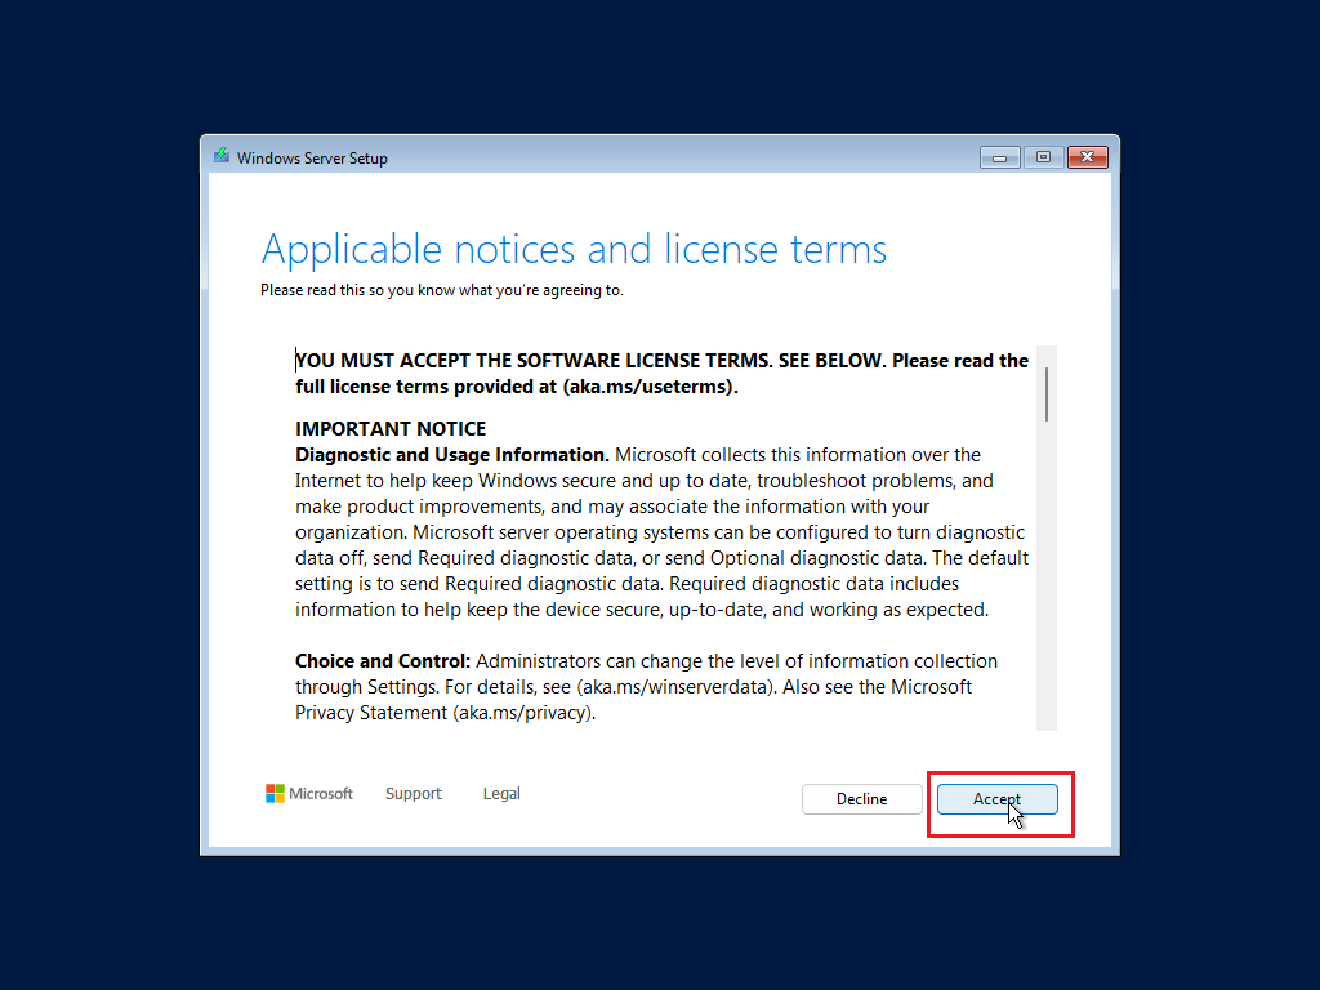 Windows Server Setup
Applicable notices and license terms
Please read this so you know what you're agreeing to.
YOU MUST ACCEPT THE SOFTWARE LICENSE TERMS. SEE BELOW. Please read the
full license terms provided at (aka.ms/useterms).
IMPORTANT NOTICE
Diagnostic and Usage Information. Microsoft collects this information over the
Internet to help keep Windows secure and up to date, troubleshoot problems, and
make product improvements, and may associate the information with your
organization. Microsoft server operating systems can be configured to turn diagnostic
data off, send Required diagnostic data, or send Optional diagnostic data. The default
setting is to send Required diagnostic data. Required diagnostic data includes
information to help keep the device secure, up-to-date, and working as expected.
Choice and Control: Administrators can change the level of information collection
through Settings. For details, see (aka.ms/winserverdata). Also see the Microsoft
Privacy Statement (aka.ms/privacy).
Microsoft Support Legal Decline Accept